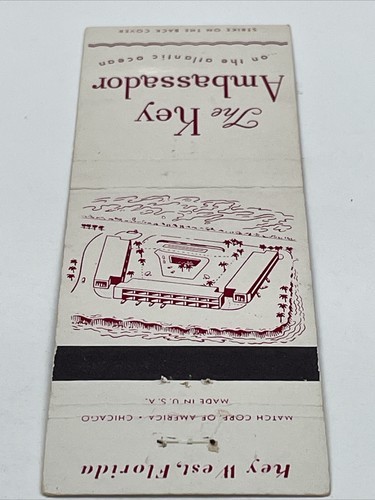 Key West, Florida
MATCH CORP. OF AMERICA • CHICAGO
MADE IN U.S.A.
The Key
Ambassador
on the atlantic ocean
STRIKE ON THE BACK COVER